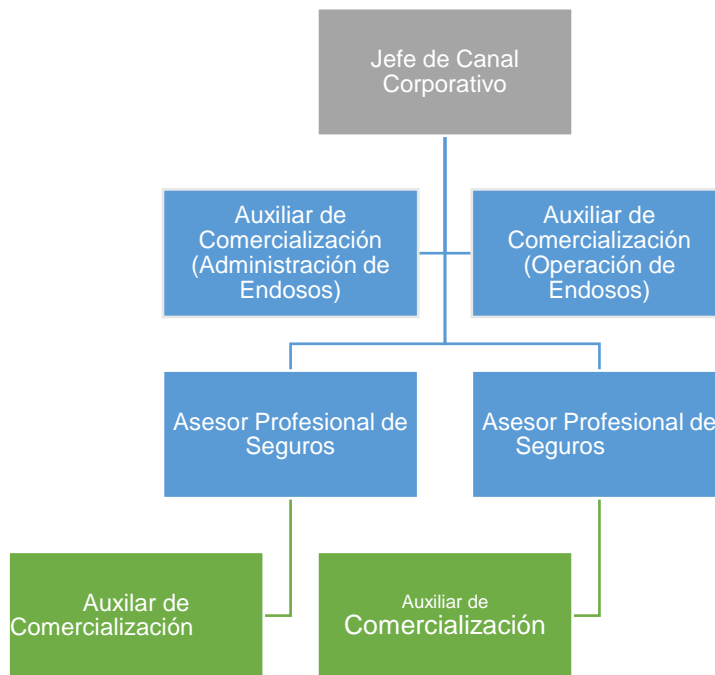 Jefe de Canal
Corporativo
Auxiliar de
Comercialización
(Administración de
Endosos)
Auxiliar de
Comercialización
(Operación de
Endosos)
Asesor Profesional de
Seguros
Asesor Profesional de
Seguros
Auxilar de
Comercialización
Auxiliar de
Comercialización